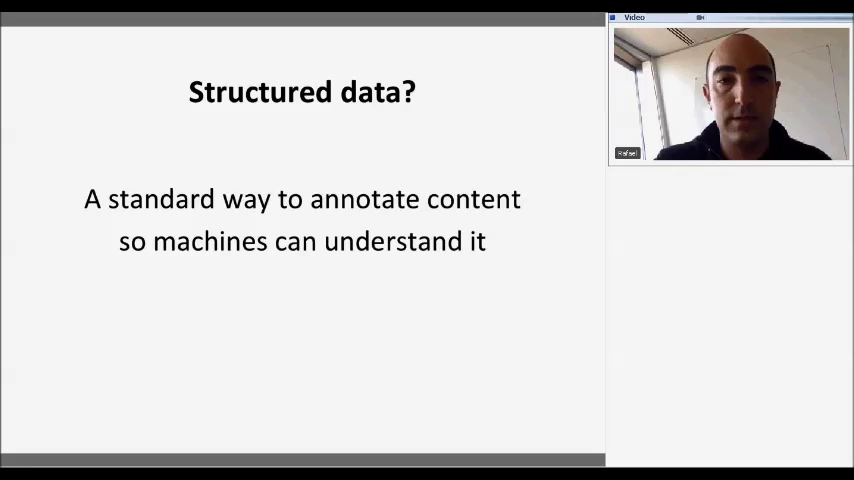 Structured data?
A standard way to annotate content
so machines can understand it
Video
Rafael